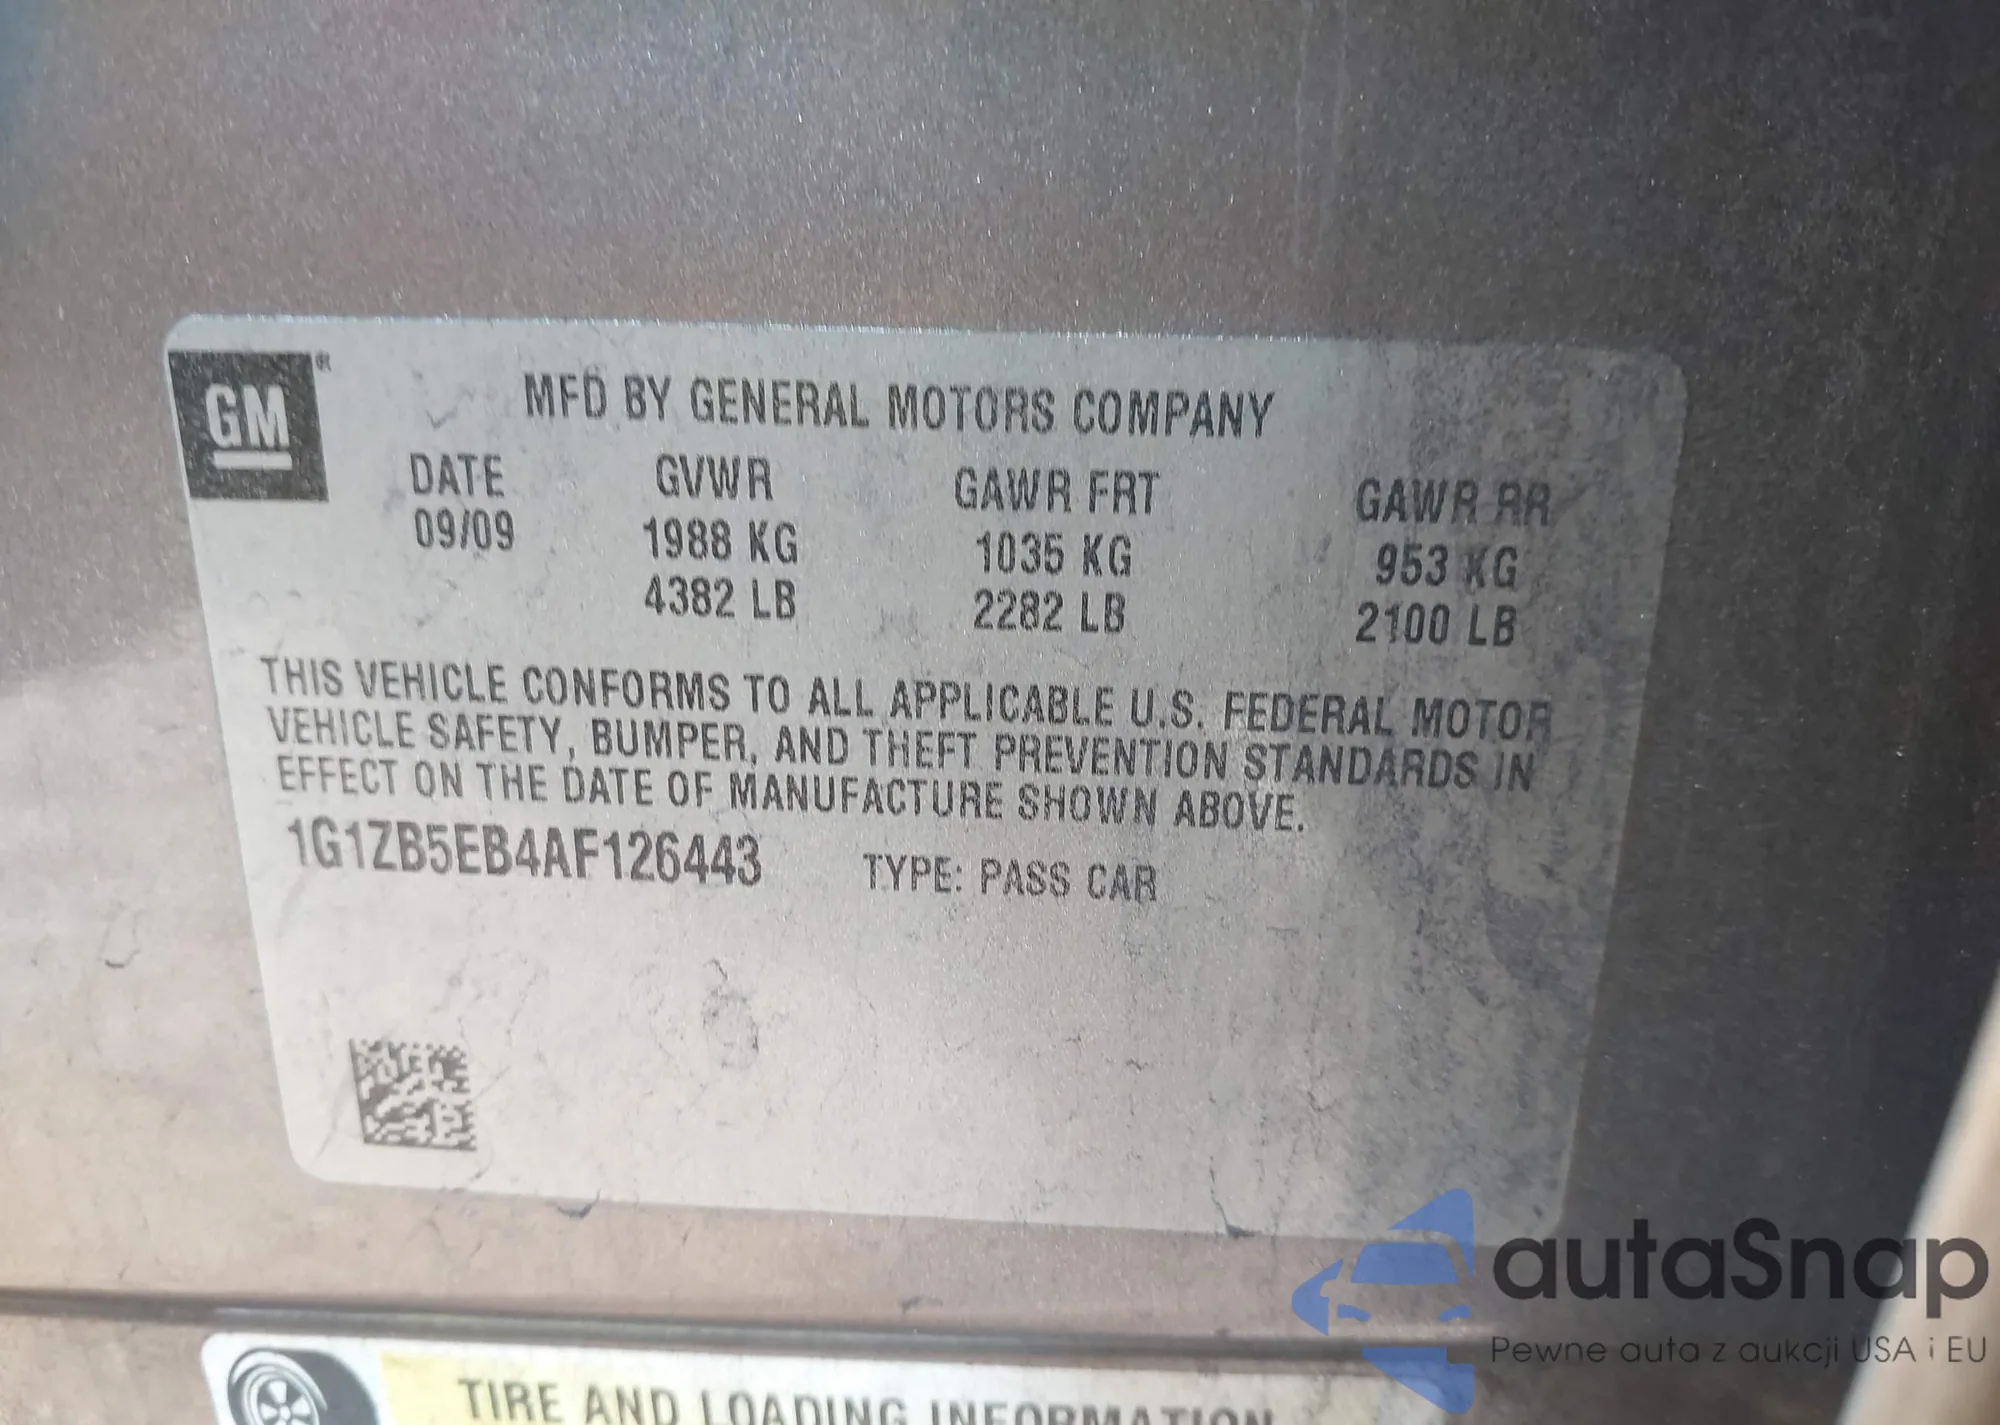 GM®
MFD BY GENERAL MOTORS COMPANY
DATE GVWR GAWR FRT GAWR RR
09/09 1988 KG 1035 KG 953 KG
4382 LB 2282 LB 2100 LB
THIS VEHICLE CONFORMS TO ALL APPLICABLE U.S. FEDERAL MOTOR
VEHICLE SAFETY, BUMPER, AND THEFT PREVENTION STANDARDS IN
EFFECT ON THE DATE OF MANUFACTURE SHOWN ABOVE.
1G1ZB5EB4AF126443 TYPE: PASS CAR
autaSnap
Pewne auta z aukcji USA i EU
TIRE AND LOADING INFORMATION